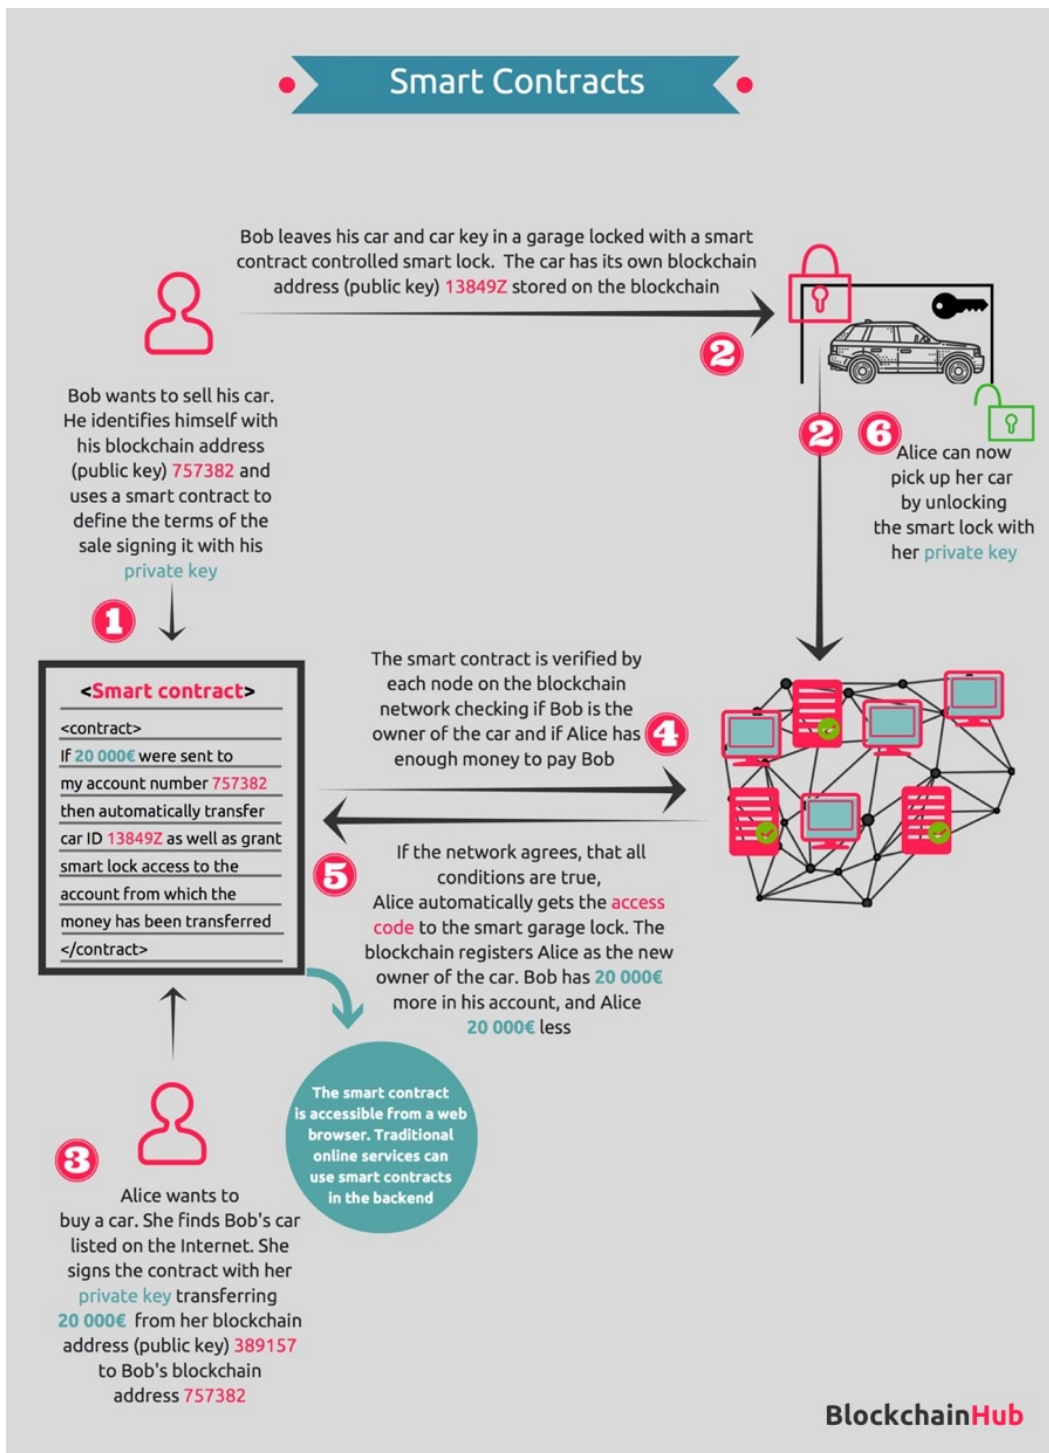 Smart Contracts
Bob leaves his car and car key in a garage locked with a smart
contract controlled smart lock. The car has its own blockchain
address (public key) 13849Z stored on the blockchain
2
Bob wants to sell his car.
He identifies himself with
his blockchain address
(public key) 757382 and
uses a smart contract to
define the terms of the
sale signing it with his
private key
1
2
6
Alice can now
pick up her car
by unlocking
the smart lock with
her private key
<Smart contract>
<contract>
If 20 000€ were sent to
my account number 757382
then automatically transfer
car ID 13849Z as well as grant
smart lock access to the
account from which the
money has been transferred
</contract>
The smart contract is verified by
each node on the blockchain
network checking if Bob is the
owner of the car and if Alice has
enough money to pay Bob
4
5
If the network agrees, that all
conditions are true,
Alice automatically gets the access
code to the smart garage lock. The
blockchain registers Alice as the new
owner of the car. Bob has 20 000€
more in his account, and Alice
20 000€ less
The smart contract
is accessible from a web
browser. Traditional
online services can
use smart contracts
in the backend
3
Alice wants to
buy a car. She finds Bob's car
listed on the Internet. She
signs the contract with her
private key transferring
20 000€ from her blockchain
address (public key) 389157
to Bob's blockchain
address 757382
BlockchainHub